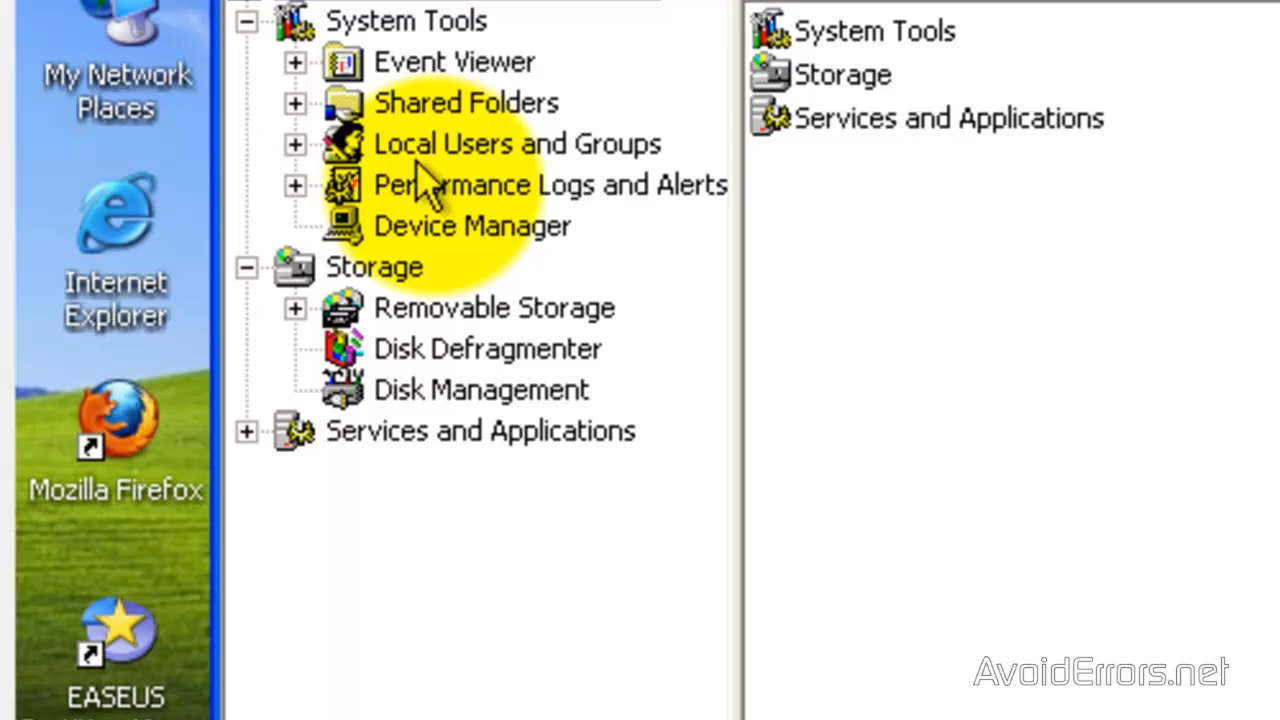 My Network
Places
Internet
Explorer
Mozilla Firefox
EASEUS
System Tools
Event Viewer
Shared Folders
Local Users and Groups
Performance Logs and Alerts
Device Manager
Storage
Removable Storage
Disk Defragmenter
Disk Management
Services and Applications
System Tools
Storage
Services and Applications
AvoidErrors.net